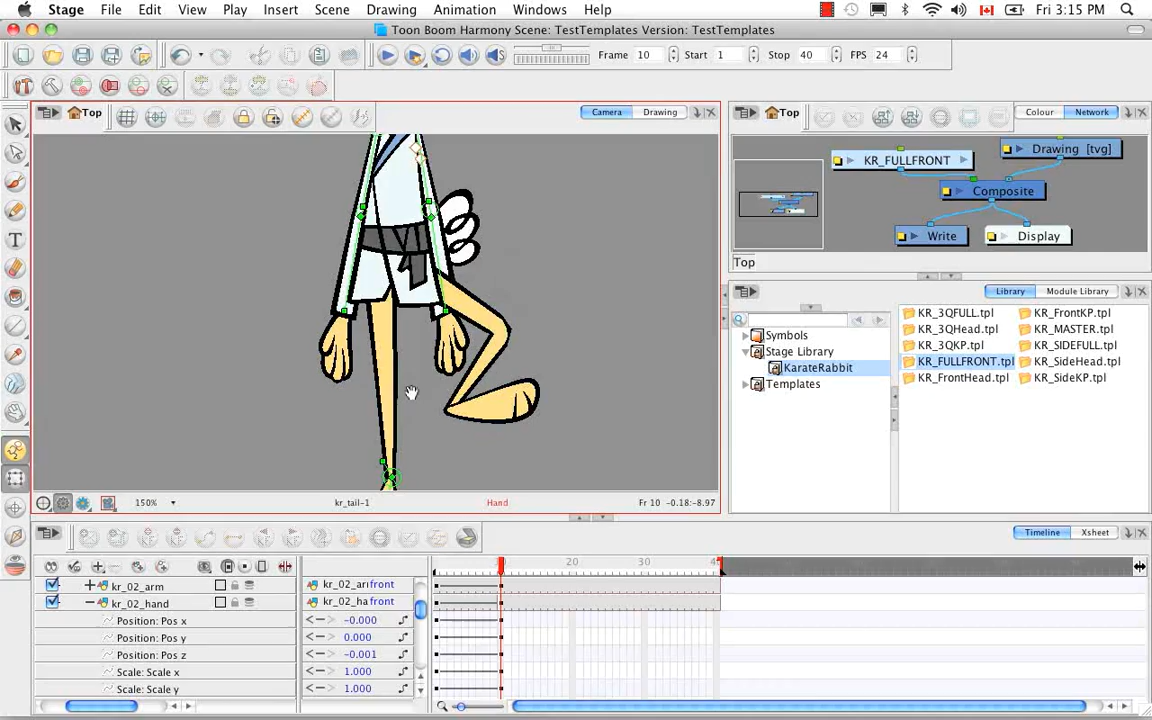 Stage File Edit View Play Insert Scene Drawing Animation Windows Help Fri 3:15 PM
Toon Boom Harmony Scene: TestTemplates Version: TestTemplates
Frame 10 Start 1 Stop 40 FPS 24
Top Camera Drawing
Top Colour Network
KR_FULLFRONT
Drawing [tvg]
Composite
Write
Display
Top
Library Module Library
Symbols
Stage Library
KarateRabbit
Templates
KR_3QFULL.tpl KR_FrontKP.tpl
KR_3QHead.tpl KR_MASTER.tpl
KR_3QKP.tpl KR_SIDEFULL.tpl
KR_FULLFRONT.tpl KR_SideHead.tpl
KR_FrontHead.tpl KR_SideKP.tpl
T
2
150% kr_tail-1 Hand Fr 10 -0.18:-8.97
Timeline Xsheet
20 30
kr_02_arm kr_02_ar front
kr_02_hand kr_02_ha front
Position: Pos x -0.000
Position: Pos y 0.000
Position: Pos z -0.001
Scale: Scale x 1.000
Scale: Scale y 1.000